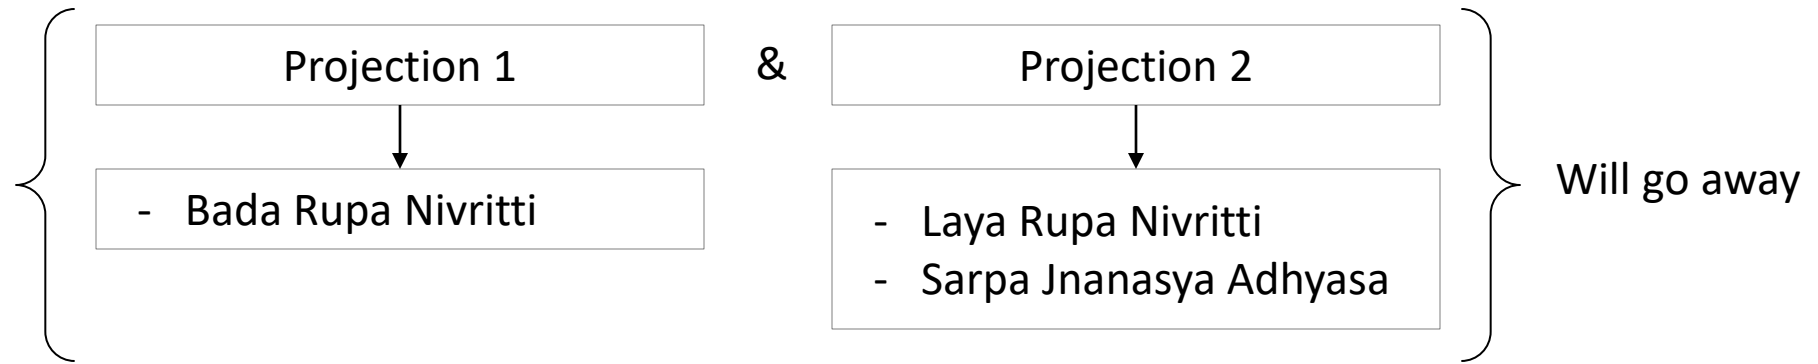 Projection 1
&
Projection 2
- Bada Rupa Nivritti
- Laya Rupa Nivritti
- Sarpa Jnanasya Adhyasa
Will go away